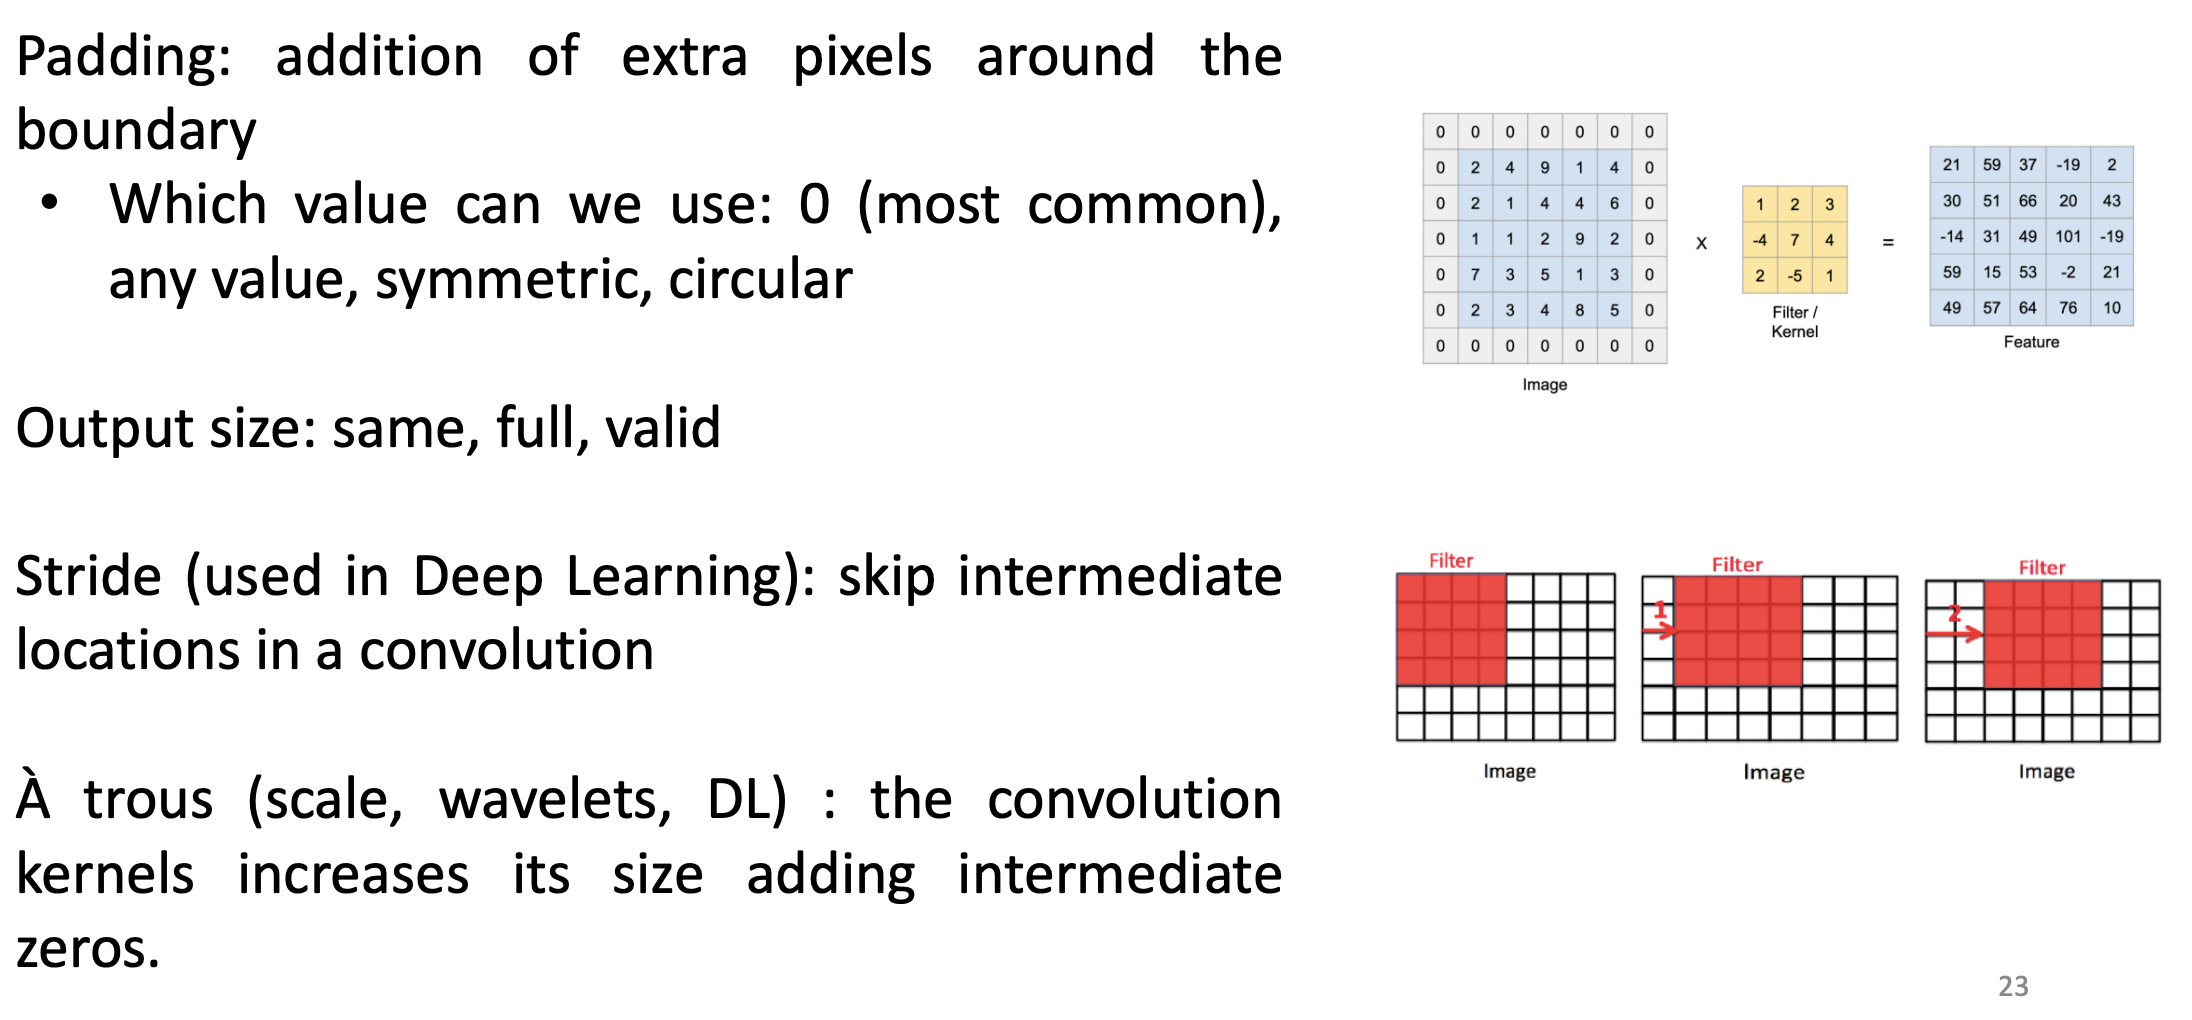 Padding: addition of extra pixels around the
boundary
• Which value can we use: 0 (most common),
any value, symmetric, circular
Output size: same, full, valid
Stride (used in Deep Learning): skip intermediate
locations in a convolution
À trous (scale, wavelets, DL) : the convolution
kernels increases its size adding intermediate
zeros.
0 0 0 0 0 0 0
0 2 4 9 1 4 0
0 2 1 4 4 6 0
0 1 1 2 9 2 0
0 7 3 5 1 3 0
0 2 3 4 8 5 0
0 0 0 0 0 0 0
Image
x
1 2 3
-4 7 4
2 -5 1
Filter /
Kernel
=
21 59 37 -19 2
30 51 66 20 43
-14 31 49 101 -19
59 15 53 -2 21
49 57 64 76 10
Feature
Filter
Image
Filter
1
Image
Filter
2
Image
23